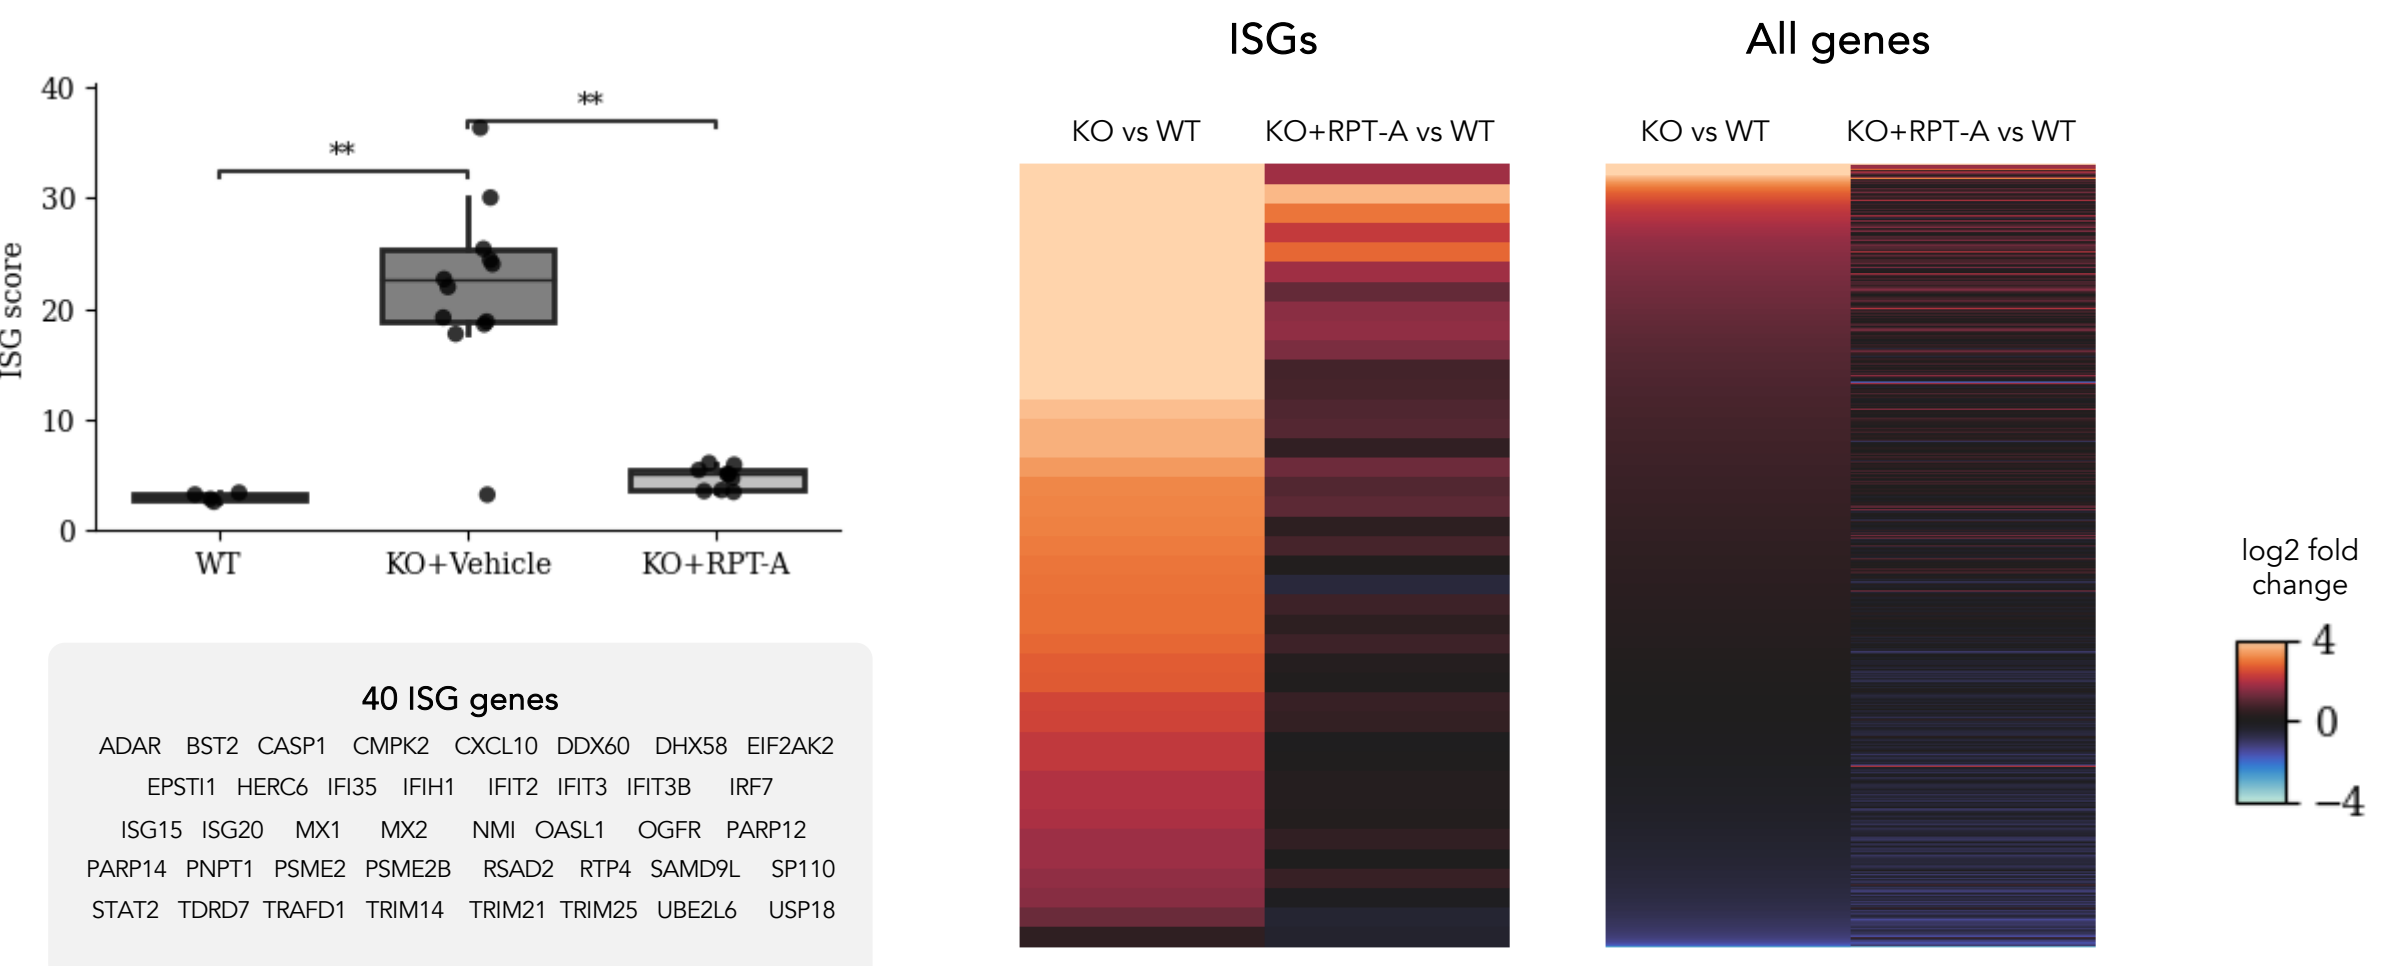 40
30
20
10
0
ISG score
**
**
WT KO+Vehicle KO+RPT-A
40 ISG genes
ADAR BST2 CASP1 CMPK2 CXCL10 DDX60 DHX58 EIF2AK2
EPSTI1 HERC6 IFI35 IFIH1 IFIT2 IFIT3 IFIT3B IRF7
ISG15 ISG20 MX1 MX2 NMI OASL1 OGFR PARP12
PARP14 PNPT1 PSME2 PSME2B RSAD2 RTP4 SAMD9L SP110
STAT2 TDRD7 TRAFD1 TRIM14 TRIM21 TRIM25 UBE2L6 USP18
ISGs
KO vs WT KO+RPT-A vs WT
All genes
KO vs WT KO+RPT-A vs WT
log2 fold
change
4
0
−4